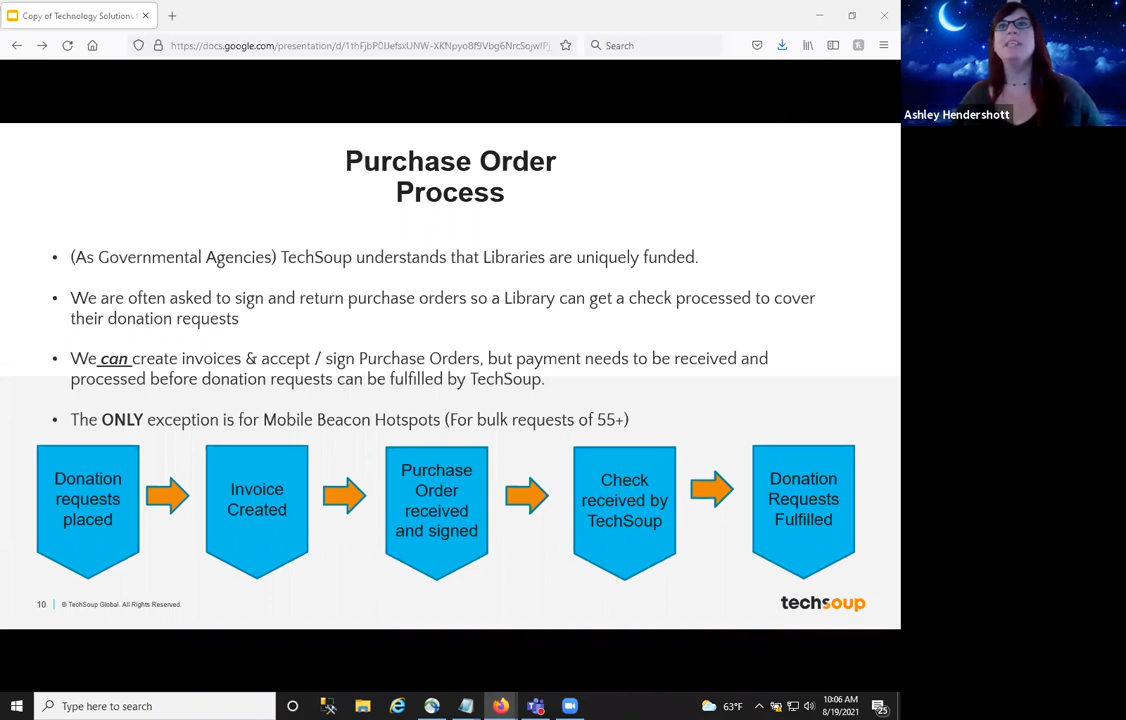 Copy of Technology Solutions
https://docs.google.com/presentation/d/1thFjbP0lJefsxUNW-XKNpyo8f9Vbg6NrcSojwIPj
Search
Ashley Hendershott
Purchase Order
Process
• (As Governmental Agencies) TechSoup understands that Libraries are uniquely funded.
• We are often asked to sign and return purchase orders so a Library can get a check processed to cover
their donation requests
• We can create invoices & accept / sign Purchase Orders, but payment needs to be received and
processed before donation requests can be fulfilled by TechSoup.
• The ONLY exception is for Mobile Beacon Hotspots (For bulk requests of 55+)
Donation
requests
placed
Invoice
Created
Purchase
Order
received
and signed
Check
received by
TechSoup
Donation
Requests
Fulfilled
10 © TechSoup Global. All Rights Reserved.
techsoup
Type here to search
63°F
10:06 AM
8/19/2021
25